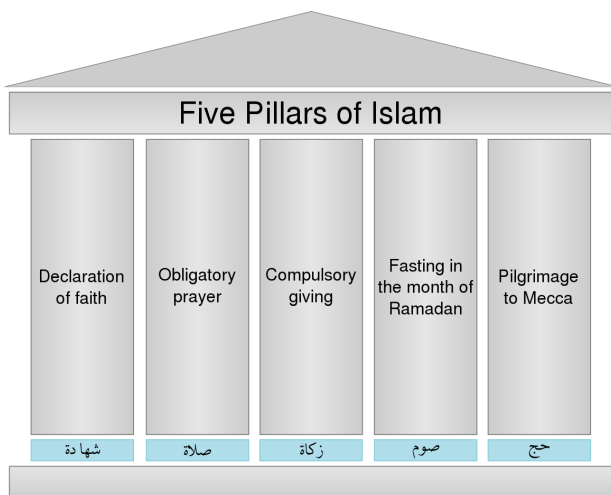 Five Pillars of Islam
Declaration
of faith
Obligatory
prayer
Compulsory
giving
Fasting in
the month of
Ramadan
Pilgrimage
to Mecca
شهادة
صلاة
زكاة
صوم
حج